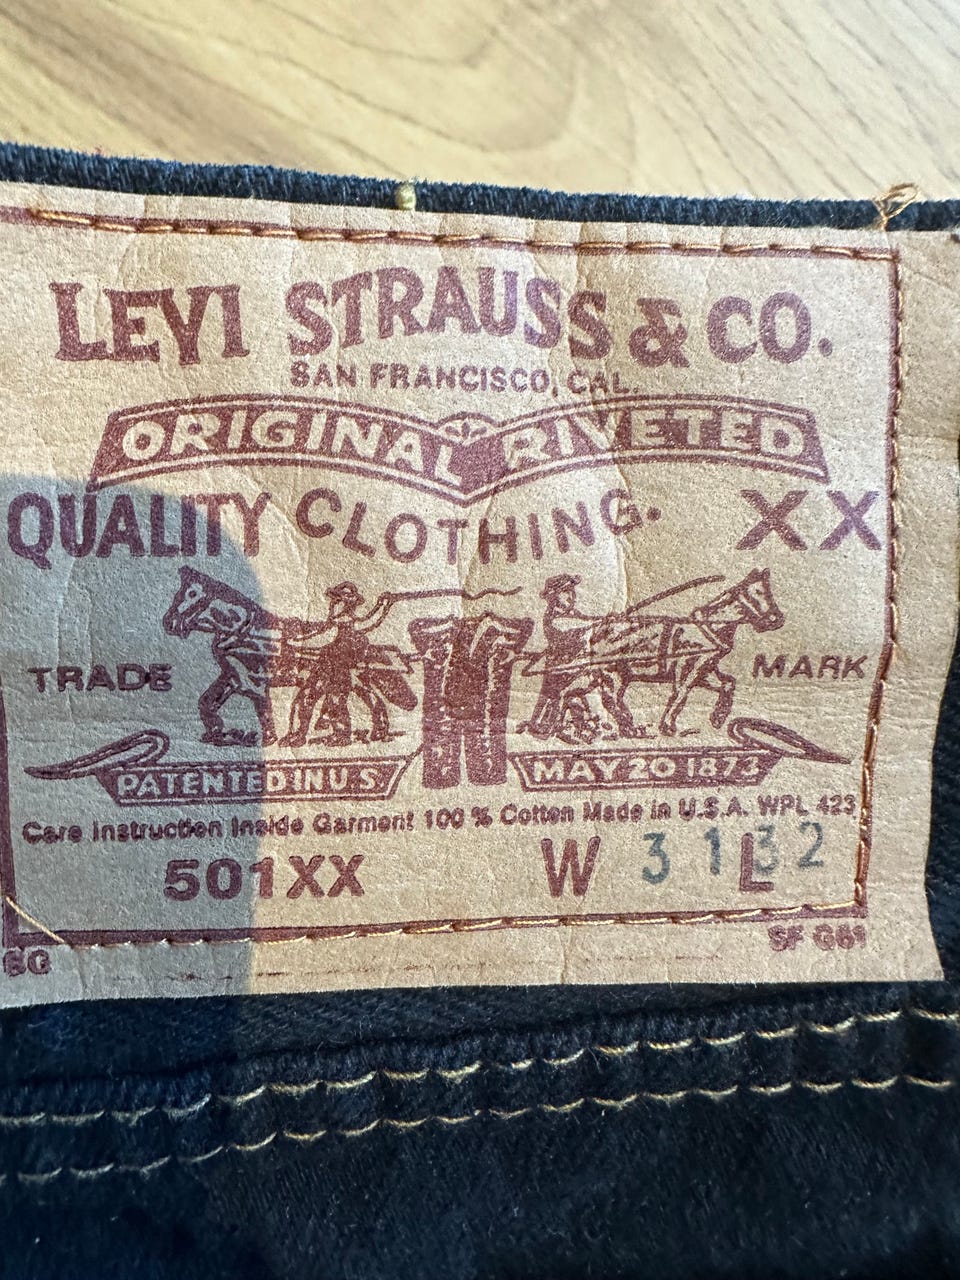 LEVI STRAUSS & CO.
SAN FRANCISCO, CAL.
ORIGINAL RIVETED
QUALITY CLOTHING. XX
TRADE MARK
PATENTED IN U.S. MAY 20 1873
Care Instruction Inside Garment 100 % Cotton Made in U.S.A. WPL 423
501XX W 31 L 32
SF